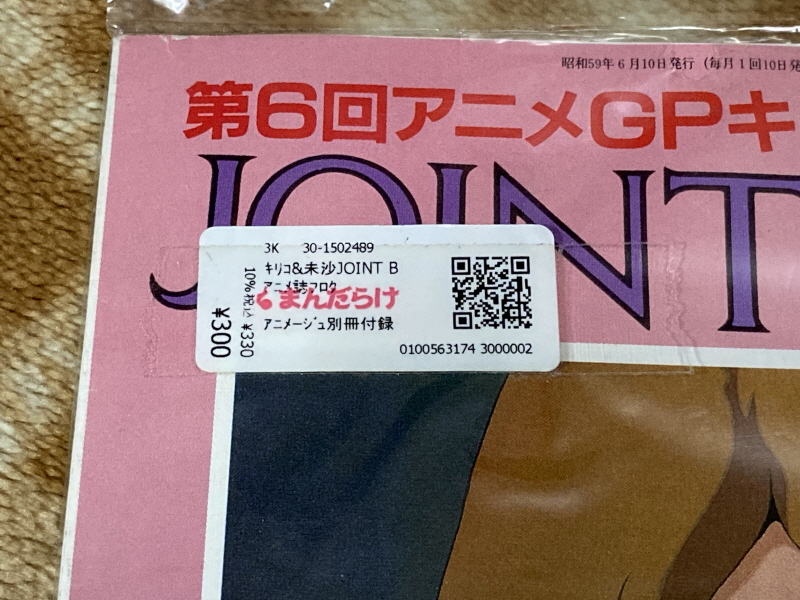 昭和59年6月10日発行(毎月1回10日発
第6回アニメGPキ
JOINT
3K 30-1502489
キリコ&未沙JOINT B
アニメ誌フロク
まんだらけ
アニメージュ別冊付録
0100563174 3000002
10%税込 ¥330
¥300